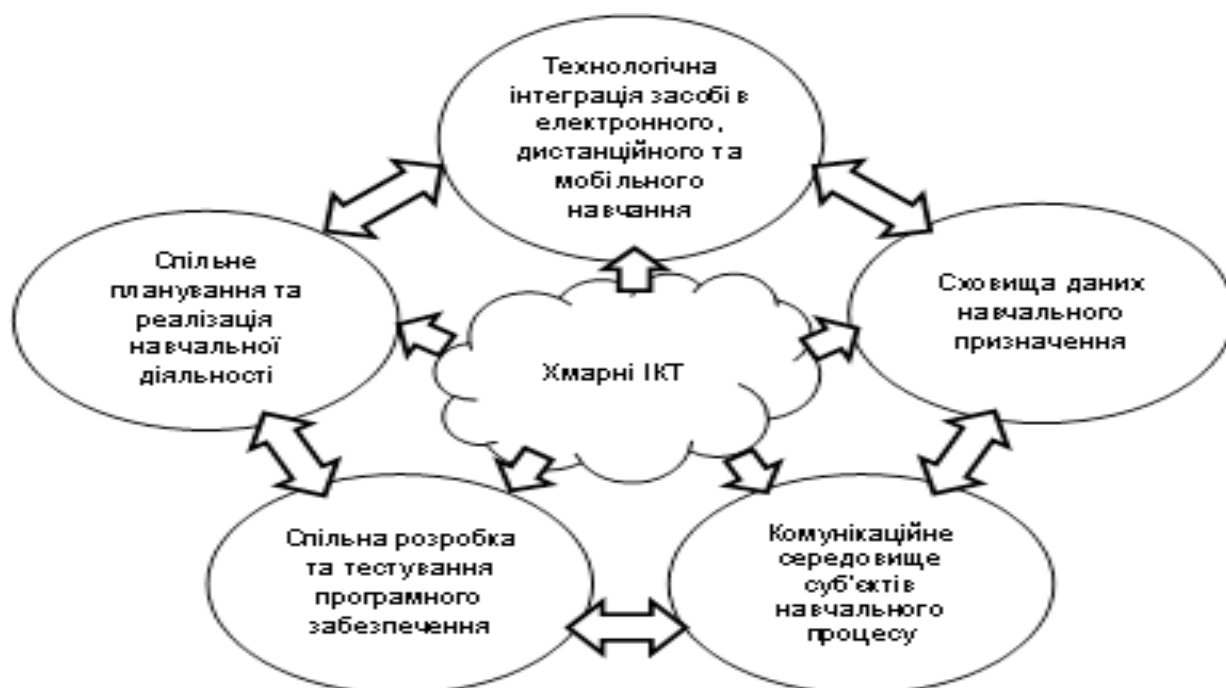 Технологічна
інтеграція засобів
електронного,
дистанційного та
мобільного
навчання
Спільне
планування та
реалізація
навчальної
діяльності
Хмарні ІКТ
Сховища даних
навчального
призначення
Спільна розробка
та тестування
програмного
забезпечення
Комунікаційне
середовище
суб'єктів
навчального
процесу